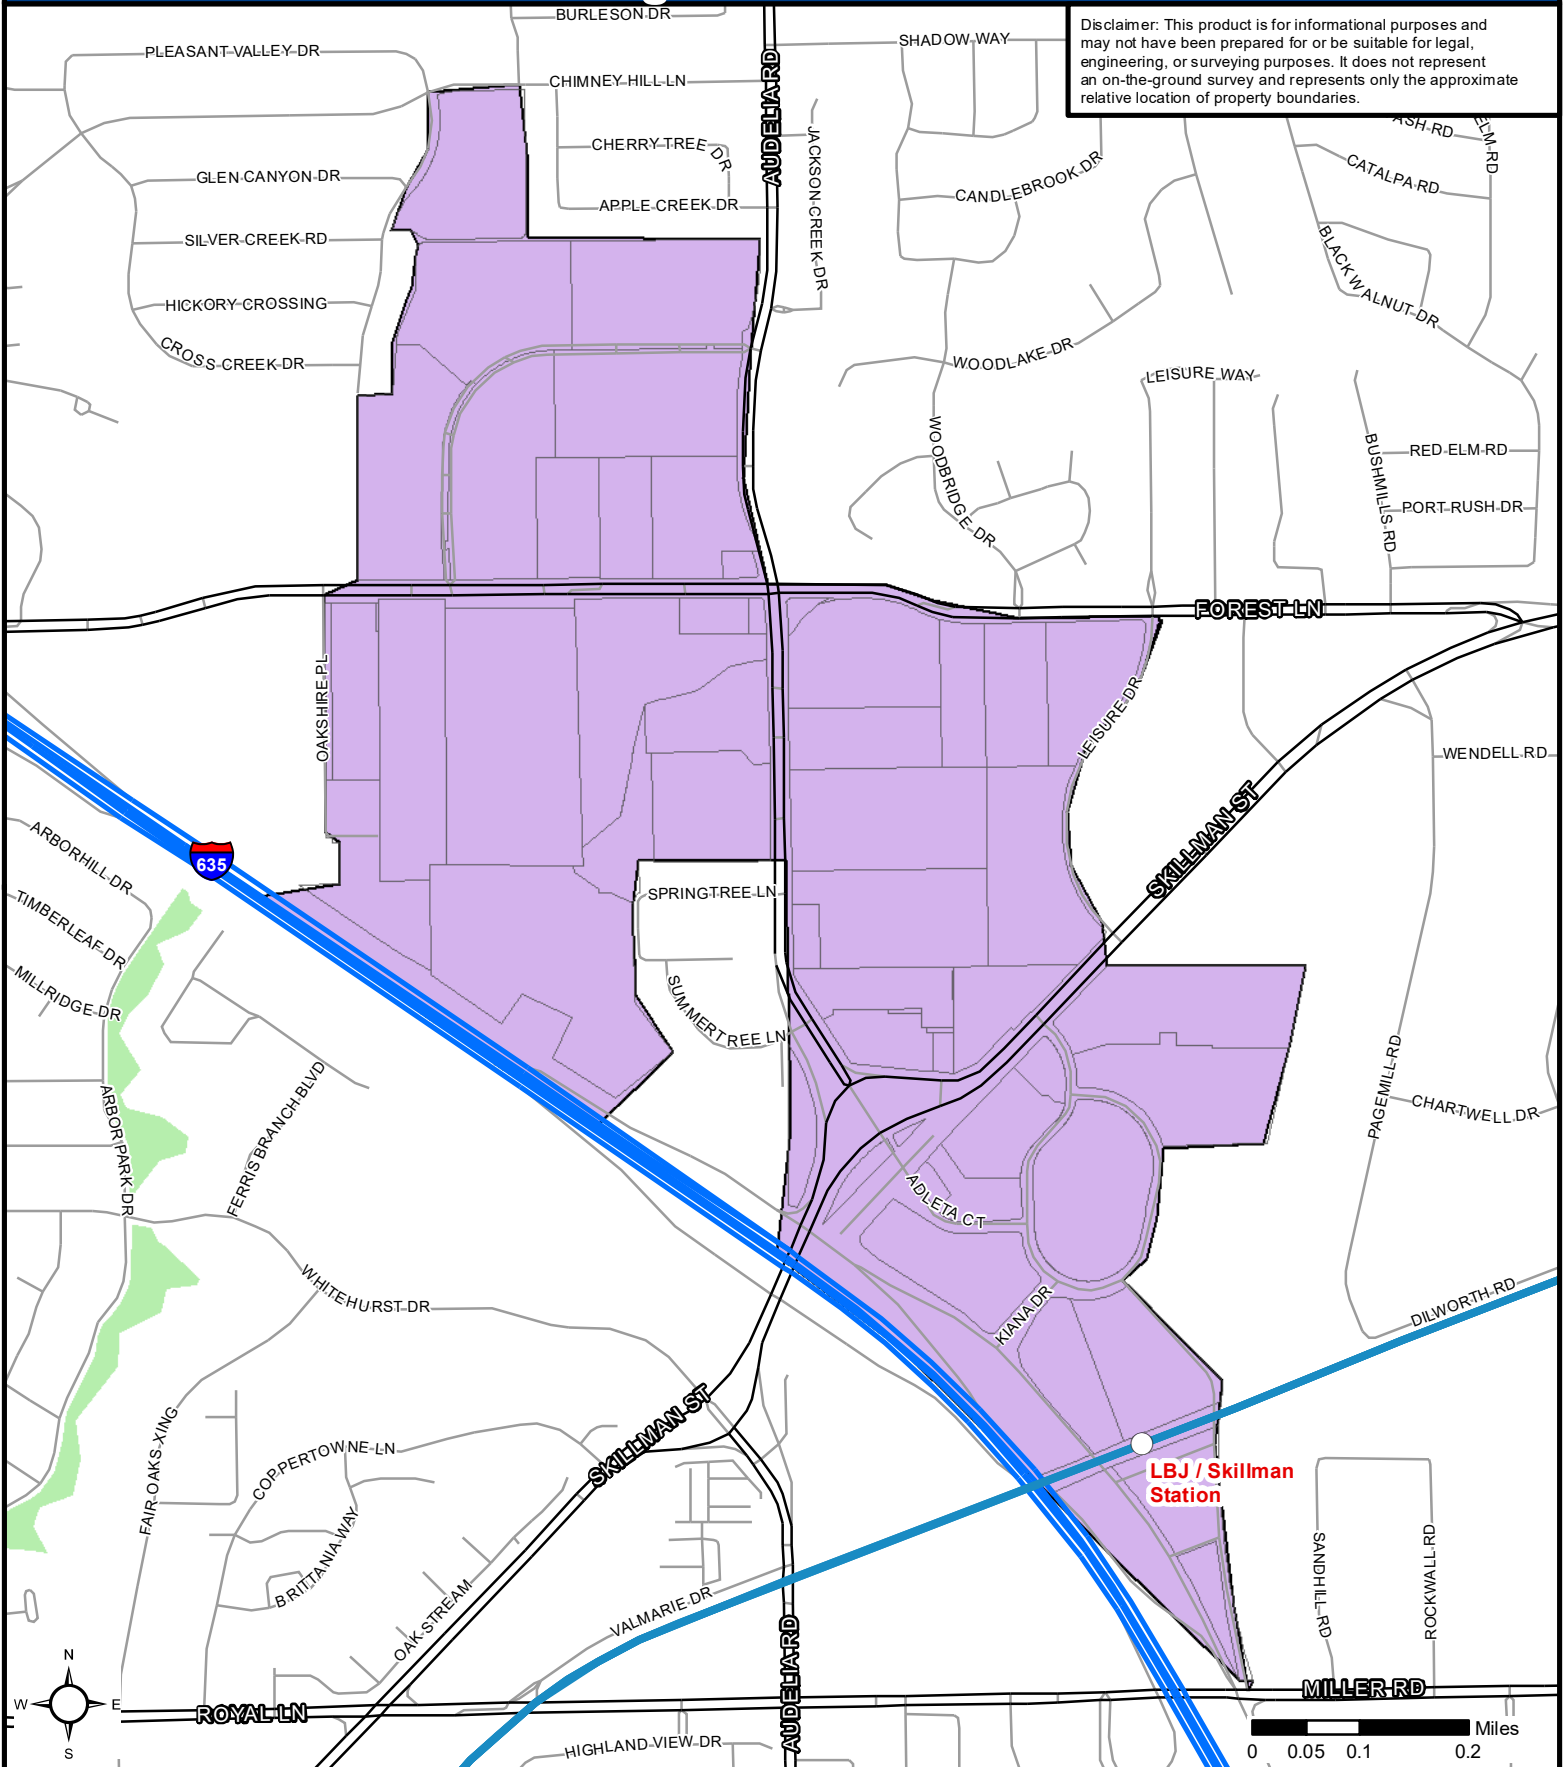 BURLESON DR
Disclaimer: This product is for informational purposes and
may not have been prepared for or be suitable for legal,
engineering, or surveying purposes. It does not represent
an on-the-ground survey and represents only the approximate
relative location of property boundaries.
PLEASANT VALLEY DR
SHADOW WAY
CHIMNEY HILL LN
AUDELIA RD
ASH RD
ELM RD
CHERRY TREE DR
JACKSON CREEK DR
CANDLEBROOK DR
CATALPA RD
GLEN CANYON DR
APPLE CREEK DR
SILVER CREEK RD
BLACK WALNUT DR
HICKORY CROSSING
CROSS CREEK DR
WOODLAKE DR
LEISURE WAY
WOODBRIDGE DR
BUSHMILLS RD
RED ELM RD
PORT RUSH DR
FOREST LN
OAKSHIRE PL
LEISURE DR
WENDELL RD
SKILLMAN ST
635
ARBORHILL DR
SPRINGTREE LN
TIMBERLEAF DR
MILLRIDGE DR
SUMMERTREE LN
PAGEMILL RD
CHARTWELL DR
ARBOR PARK DR
FERRIS BRANCH BLVD
ADLETA CT
WHITEHURST DR
KIANA DR
DILWORTH RD
SKILLMAN ST
FAIR OAKS XING
COPPERTOWNE LN
LBJ / Skillman
Station
BRITTANIA WAY
SANDHILL RD
ROCKWALL RD
OAK STREAM
VALMARIE DR
AUDELIA RD
N
W
E
S
ROYAL LN
MILLER RD
HIGHLAND VIEW DR
Miles
0 0.05 0.1 0.2